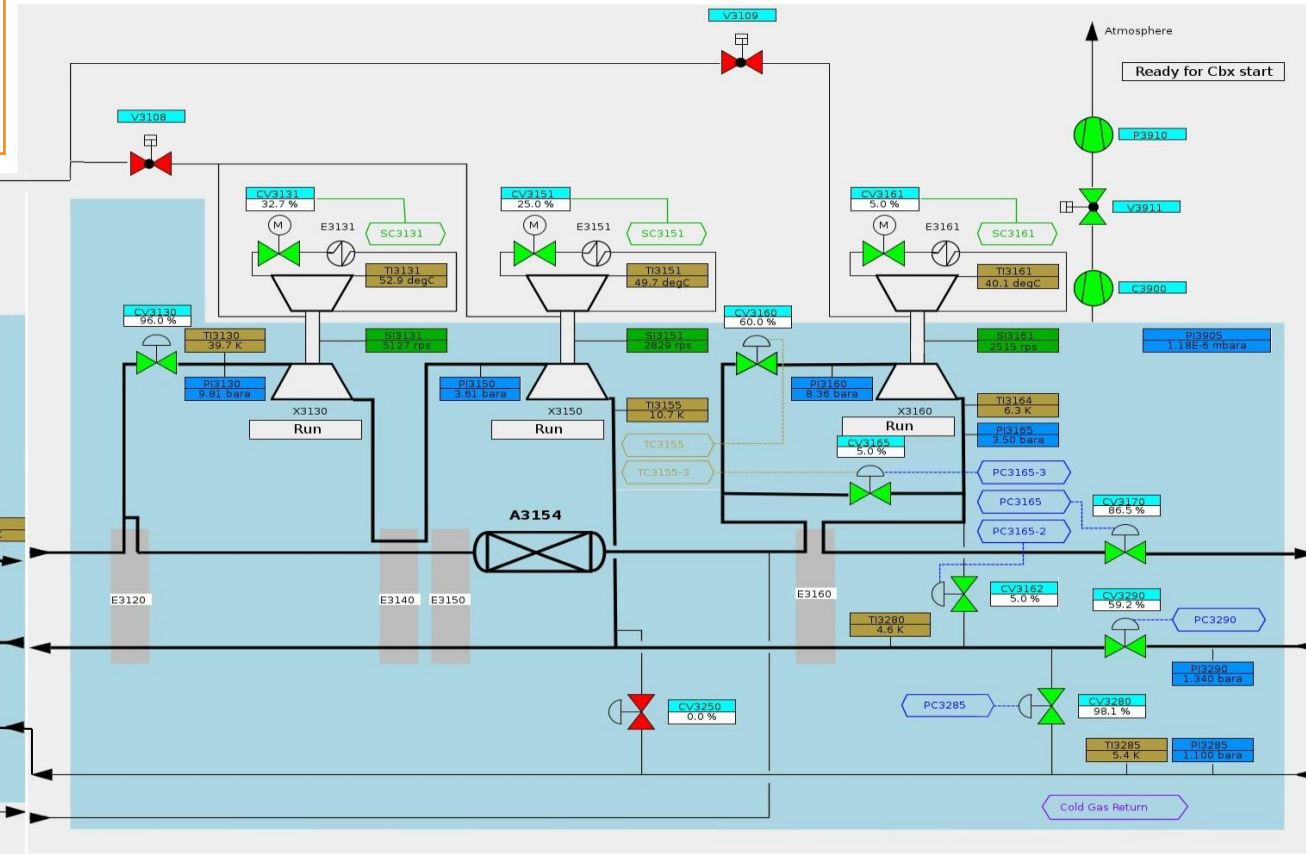 V3109
Atmosphere
Ready for Cbx start
V3108
P3910
CV3131
32.7 %
CV3151
25.0 %
CV3161
5.0 %
V3911
M
E3131
SC3131
M
E3151
SC3151
M
E3161
SC3161
TI3131
52.9 degC
TI3151
49.7 degC
TI3161
40.1 degC
C3900
CV3130
96.0 %
CV3160
60.0 %
TI3130
39.7 K
SI3131
5127 rps
SI3151
2829 rps
SI3161
2515 rps
PI3905
1.18E-6 mbara
PI3130
9.81 bara
PI3150
3.61 bara
PI3160
8.36 bara
X3130
Run
X3150
Run
TI3155
10.7 K
X3160
Run
TI3164
6.3 K
PI3165
3.50 bara
TC3155
CV3165
5.0 %
TC3155-3
PC3165-3
PC3165
CV3170
86.5 %
A3154
PC3165-2
E3120
E3140
E3150
E3160
CV3162
5.0 %
CV3290
59.2 %
TI3280
4.6 K
PC3290
PI3290
1.340 bara
CV3250
0.0 %
PC3285
CV3280
98.1 %
TI3285
5.4 K
PI3285
1.100 bara
Cold Gas Return